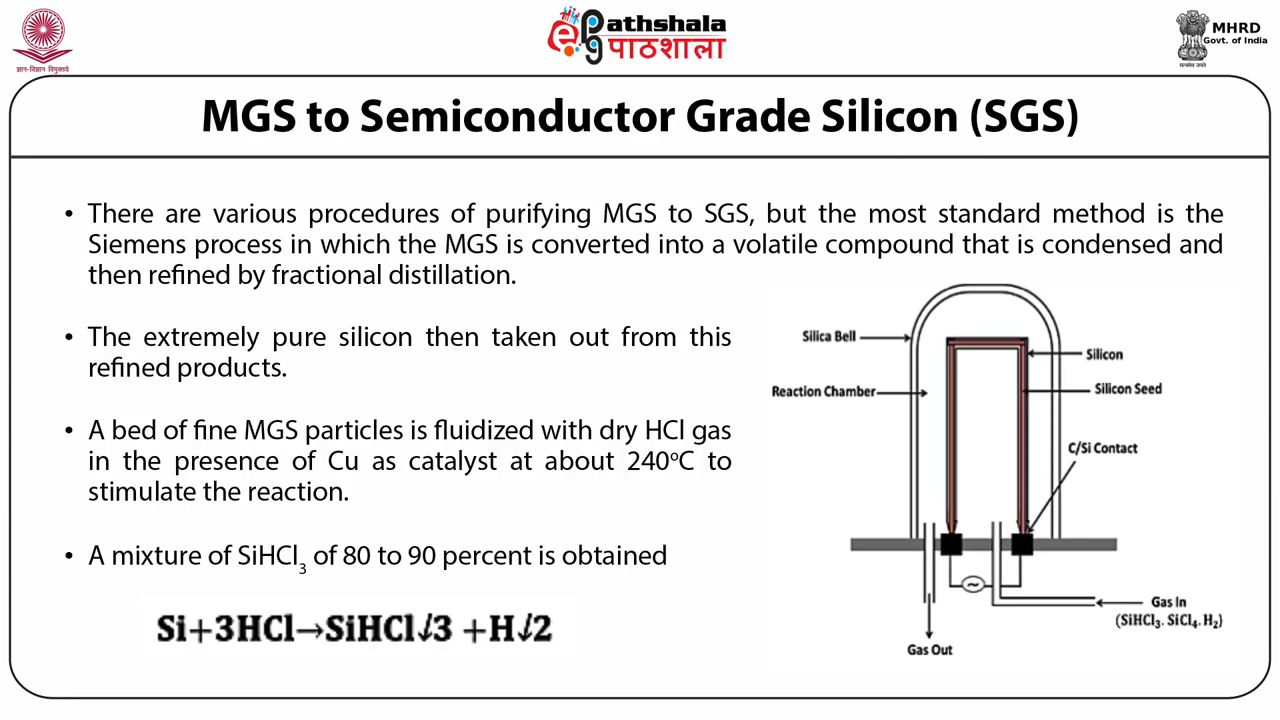 ज्ञान-विज्ञान विमुक्तये
ePathshala
पाठशाला
MHRD
Govt. of India
सत्यमेव जयते
MGS to Semiconductor Grade Silicon (SGS)
• There are various procedures of purifying MGS to SGS, but the most standard method is the
Siemens process in which the MGS is converted into a volatile compound that is condensed and
then refined by fractional distillation.
• The extremely pure silicon then taken out from this
refined products.
• A bed of fine MGS particles is fluidized with dry HCl gas
in the presence of Cu as catalyst at about 240°C to
stimulate the reaction.
• A mixture of SiHCl₃ of 80 to 90 percent is obtained
Si+3HCl→SiHCl↓3 +H↓2
Silica Bell
Silicon
Reaction Chamber
Silicon Seed
C/Si Contact
Gas In
(SiHCl₃. SiCl₄. H₂)
Gas Out